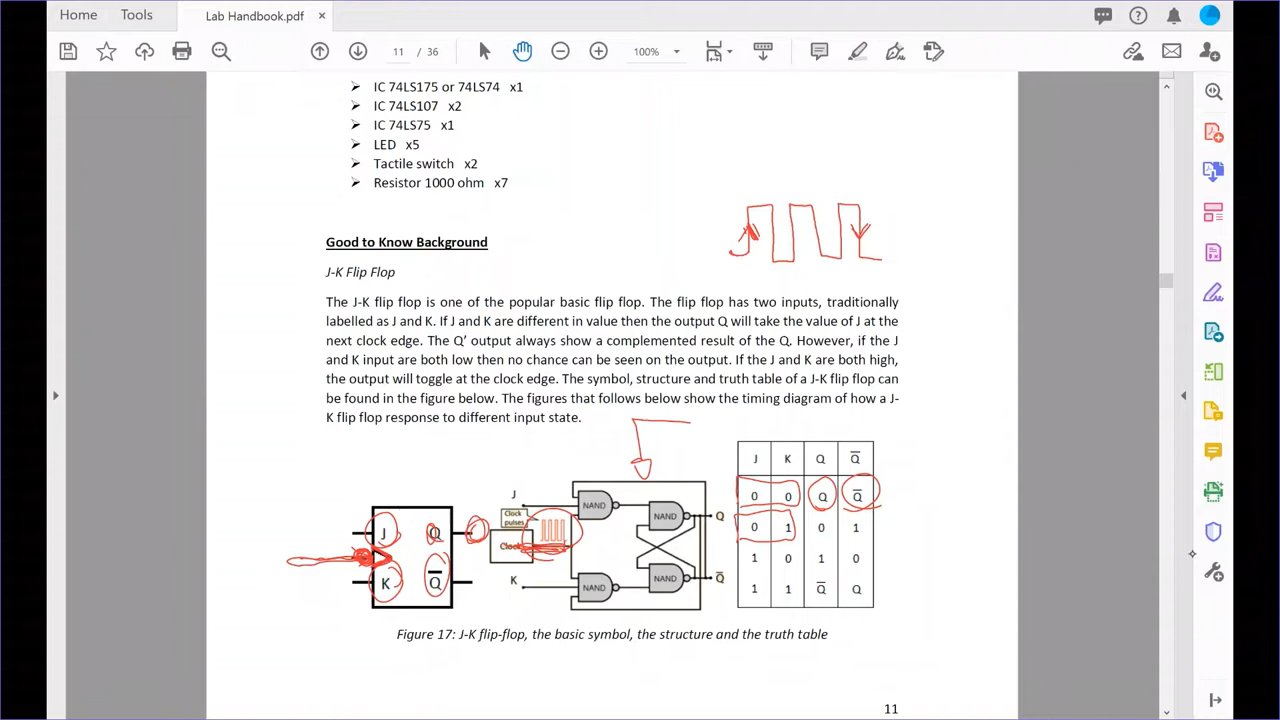 Home Tools Lab Handbook.pdf ×
11 / 36 100%
➢ IC 74LS175 or 74LS74 x1
➢ IC 74LS107 x2
➢ IC 74LS75 x1
➢ LED x5
➢ Tactile switch x2
➢ Resistor 1000 ohm x7
Good to Know Background
J-K Flip Flop
The J-K flip flop is one of the popular basic flip flop. The flip flop has two inputs, traditionally
labelled as J and K. If J and K are different in value then the output Q will take the value of J at the
next clock edge. The Q’ output always show a complemented result of the Q. However, if the J
and K input are both low then no chance can be seen on the output. If the J and K are both high,
the output will toggle at the clock edge. The symbol, structure and truth table of a J-K flip flop can
be found in the figure below. The figures that follows below show the timing diagram of how a J-
K flip flop response to different input state.
J Q
K Q̅
J
Clock
pulses
Clock
K
NAND
NAND
NAND
NAND
Q
Q̅
J K Q Q̅
0 0 Q Q̅
0 1 0 1
1 0 1 0
1 1 Q̅ Q
Figure 17: J-K flip-flop, the basic symbol, the structure and the truth table
11